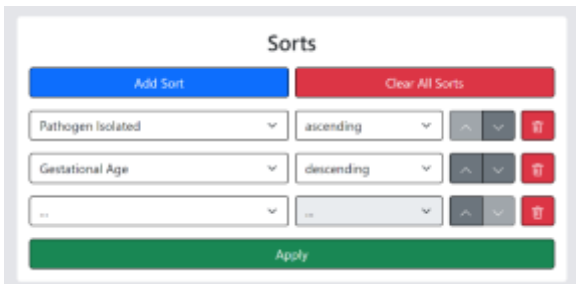 Sorts
Add Sort Clear All Sorts
Pathogen Isolated ascending
Gestational Age descending
... ...
Apply